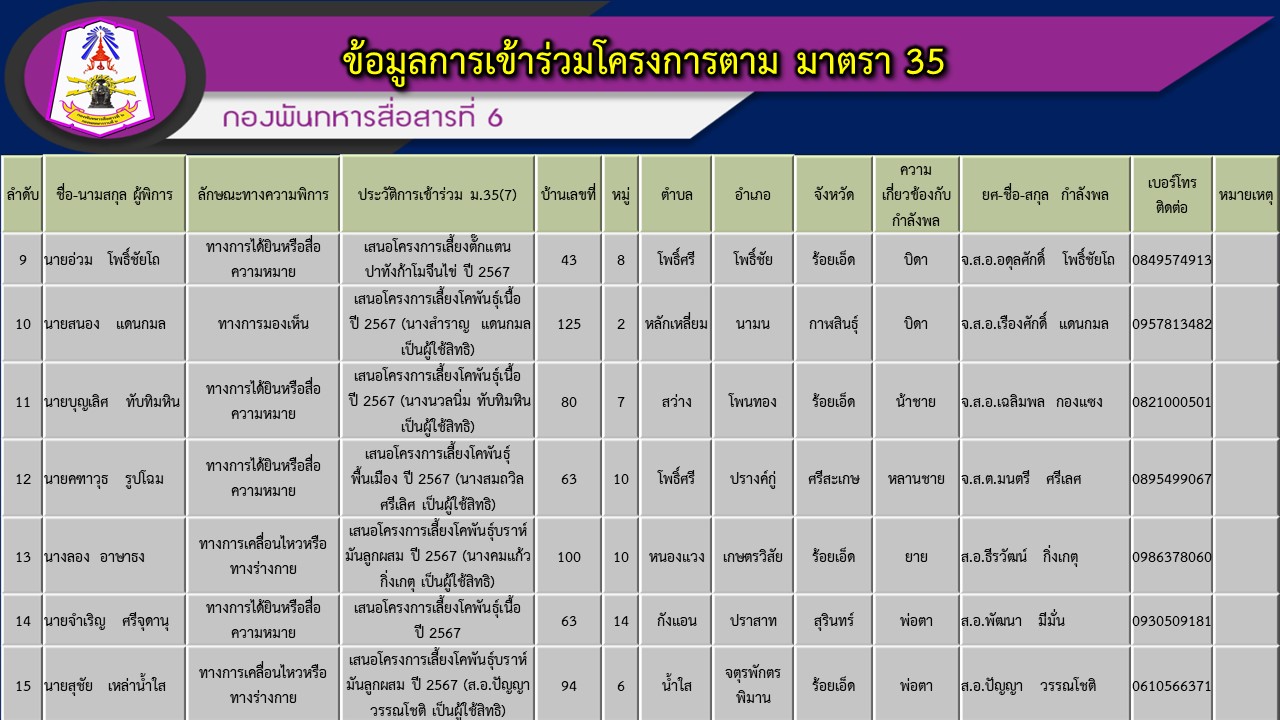 ข้อมูลการเข้าร่วมโครงการตาม มาตรา 35
กองพันทหารสื่อสารที่ 6
ลำดับ ชื่อ-นามสกุล ผู้พิการ ลักษณะทางความพิการ ประวัติการเข้าร่วม ม.35(7) บ้านเลขที่ หมู่ ตำบล อำเภอ จังหวัด ความเกี่ยวข้องกับกำลังพล ยศ-ชื่อ-สกุล กำลังพล เบอร์โทรติดต่อ หมายเหตุ
9 นายอ่วม โพธิ์ชัยโถ ทางการได้ยินหรือสื่อความหมาย เสนอโครงการเลี้ยงตั๊กแตนปาทังก้าโมจีนไข่ ปี 2567 43 8 โพธิ์ศรี โพธิ์ชัย ร้อยเอ็ด บิดา จ.ส.อ.อดุลศักดิ์ โพธิ์ชัยโถ 0849574913
10 นายสนอง แดนกมล ทางการมองเห็น เสนอโครงการเลี้ยงโคพันธุ์เนื้อ ปี 2567 (นางสำราญ แดนกมล เป็นผู้ใช้สิทธิ) 125 2 หลักเหลี่ยม นามน กาฬสินธุ์ บิดา จ.ส.อ.เรืองศักดิ์ แดนกมล 0957813482
11 นายบุญเลิศ ทับทิมหิน ทางการได้ยินหรือสื่อความหมาย เสนอโครงการเลี้ยงโคพันธุ์เนื้อ ปี 2567 (นางนวลนิ่ม ทับทิมหิน เป็นผู้ใช้สิทธิ) 80 7 สว่าง โพนทอง ร้อยเอ็ด น้าชาย จ.ส.อ.เฉลิมพล กองแซง 0821000501
12 นายคฑาวุธ รูปโฉม ทางการได้ยินหรือสื่อความหมาย เสนอโครงการเลี้ยงโคพันธุ์พื้นเมือง ปี 2567 (นางสมถวิล ศรีเลิศ เป็นผู้ใช้สิทธิ) 63 10 โพธิ์ศรี ปรางค์กู่ ศรีสะเกษ หลานชาย จ.ส.ต.มนตรี ศรีเลศ 0895499067
13 นางลอง อาษาธง ทางการเคลื่อนไหวหรือทางร่างกาย เสนอโครงการเลี้ยงโคพันธุ์บราห์มันลูกผสม ปี 2567 (นางคมแก้ว กิ่งเกตุ เป็นผู้ใช้สิทธิ) 100 10 หนองแวง เกษตรวิสัย ร้อยเอ็ด ยาย ส.อ.ธีรวัฒน์ กิ่งเกตุ 0986378060
14 นายจำเริญ ศรีจุดานุ ทางการได้ยินหรือสื่อความหมาย เสนอโครงการเลี้ยงโคพันธุ์เนื้อ ปี 2567 63 14 กังแอน ปราสาท สุรินทร์ พ่อตา ส.อ.พัฒนา มีมั่น 0930509181
15 นายสุชัย เหล่าน้ำใส ทางการเคลื่อนไหวหรือทางร่างกาย เสนอโครงการเลี้ยงโคพันธุ์บราห์มันลูกผสม ปี 2567 (ส.อ.ปัญญา วรรณโชติ เป็นผู้ใช้สิทธิ) 94 6 น้ำใส จตุรพักตรพิมาน ร้อยเอ็ด พ่อตา ส.อ.ปัญญา วรรณโชติ 0610566371